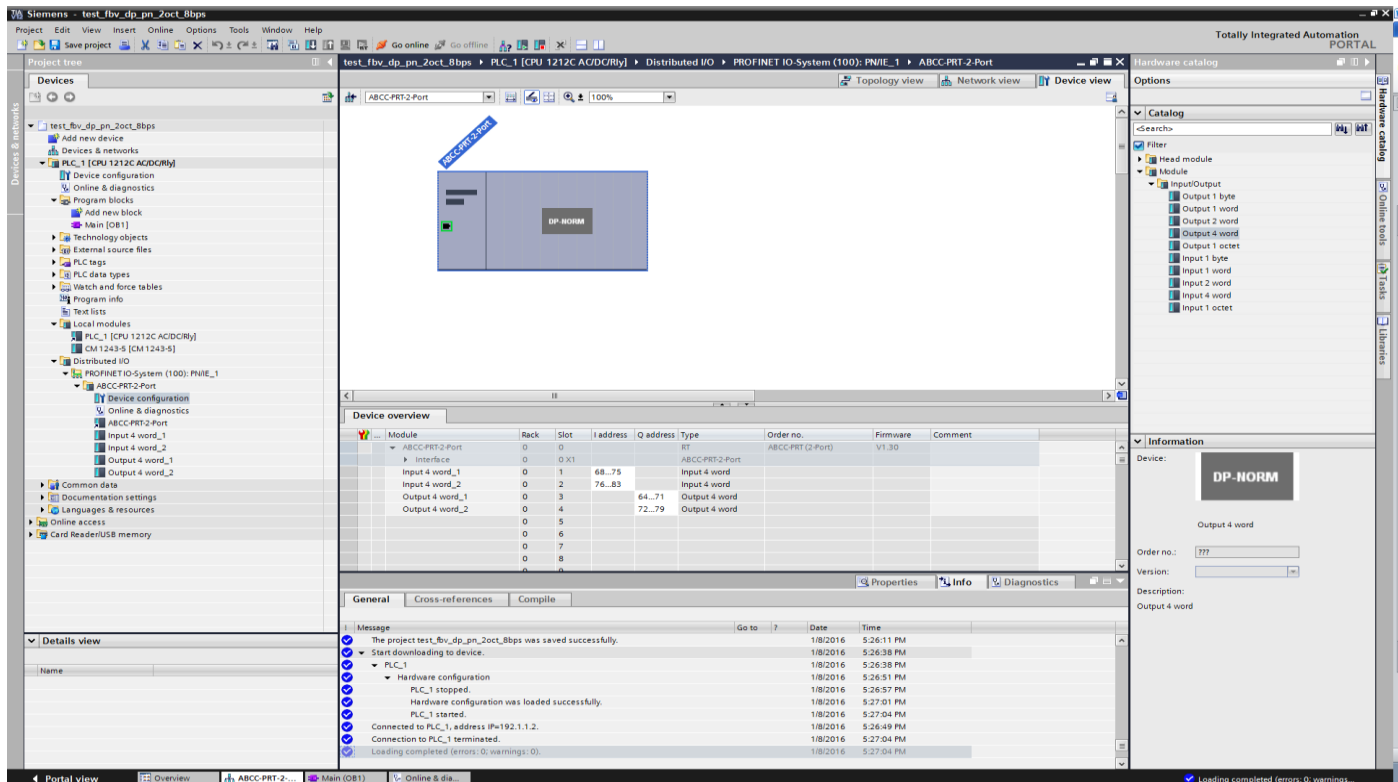 Siemens - test_fbv_dp_pn_2oct_8bps
Project Edit View Insert Online Options Tools Window Help
Save project Go online Go offline
Totally Integrated Automation
PORTAL
Project tree
Devices
Devices & networks
test_fbv_dp_pn_2oct_8bps
Add new device
Devices & networks
PLC_1 [CPU 1212C AC/DC/Rly]
Device configuration
Online & diagnostics
Program blocks
Add new block
Main [OB1]
Technology objects
External source files
PLC tags
PLC data types
Watch and force tables
Program info
Text lists
Local modules
PLC_1 [CPU 1212C AC/DC/Rly]
CM 1243-5 [CM 1243-5]
Distributed I/O
PROFINET IO-System (100): PN/IE_1
ABCC-PRT-2-Port
Device configuration
Online & diagnostics
ABCC-PRT-2-Port
Input 4 word_1
Input 4 word_2
Output 4 word_1
Output 4 word_2
Common data
Documentation settings
Languages & resources
Online access
Card Reader/USB memory
Details view
Name
test_fbv_dp_pn_2oct_8bps PLC_1 [CPU 1212C AC/DC/Rly] Distributed I/O PROFINET IO-System (100): PN/IE_1 ABCC-PRT-2-Port
Topology view Network view Device view
ABCC-PRT-2-Port 100%
ABCC-PRT-2-Port
DP-NORM
Device overview
... Module Rack Slot I address Q address Type Order no. Firmware Comment
ABCC-PRT-2-Port 0 0 RT ABCC-PRT (2-Port) V1.30
Interface 0 0 X1 ABCC-PRT-2-Port
Input 4 word_1 0 1 68...75 Input 4 word
Input 4 word_2 0 2 76...83 Input 4 word
Output 4 word_1 0 3 64...71 Output 4 word
Output 4 word_2 0 4 72...79 Output 4 word
0 5
0 6
0 7
0 8
Properties Info Diagnostics
General Cross-references Compile
! Message Go to ? Date Time
The project test_fbv_dp_pn_2oct_8bps was saved successfully. 1/8/2016 5:26:11 PM
Start downloading to device. 1/8/2016 5:26:38 PM
PLC_1 1/8/2016 5:26:38 PM
Hardware configuration 1/8/2016 5:26:51 PM
PLC_1 stopped. 1/8/2016 5:26:57 PM
Hardware configuration was loaded successfully. 1/8/2016 5:27:01 PM
PLC_1 started. 1/8/2016 5:27:04 PM
Connected to PLC_1, address IP=192.1.1.2. 1/8/2016 5:26:49 PM
Connection to PLC_1 terminated. 1/8/2016 5:27:04 PM
Loading completed (errors: 0; warnings: 0). 1/8/2016 5:27:04 PM
Hardware catalog
Options
Catalog
<Search>
Filter
Head module
Module
Input/Output
Output 1 byte
Output 1 word
Output 2 word
Output 4 word
Output 1 octet
Input 1 byte
Input 1 word
Input 2 word
Input 4 word
Input 1 octet
Information
Device:
DP-NORM
Output 4 word
Order no.: ???
Version:
Description:
Output 4 word
Hardware catalog
Online tools
Tasks
Libraries
Portal view Overview ABCC-PRT-2-... Main (OB1) Online & dia... Loading completed (errors: 0; warnings...